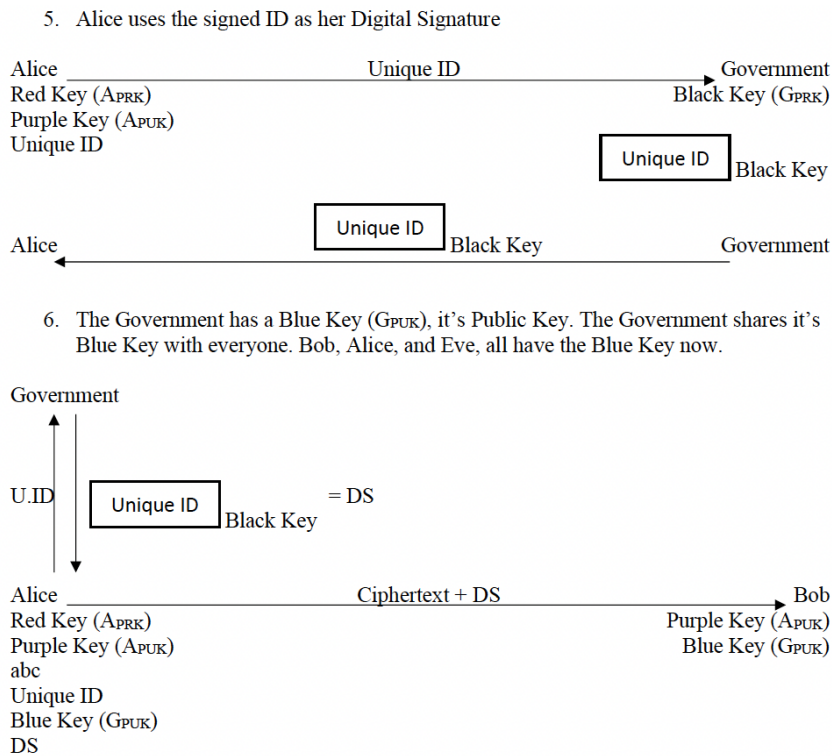 5. Alice uses the signed ID as her Digital Signature
Alice Unique ID Government
Red Key (APRK) Black Key (GPRK)
Purple Key (APUK)
Unique ID
Unique ID Black Key
Unique ID
Alice Black Key Government
6. The Government has a Blue Key (GPUK), it’s Public Key. The Government shares it’s
Blue Key with everyone. Bob, Alice, and Eve, all have the Blue Key now.
Government
U.ID Unique ID = DS
Black Key
Alice Ciphertext + DS Bob
Red Key (APRK) Purple Key (APUK)
Purple Key (APUK) Blue Key (GPUK)
abc
Unique ID
Blue Key (GPUK)
DS